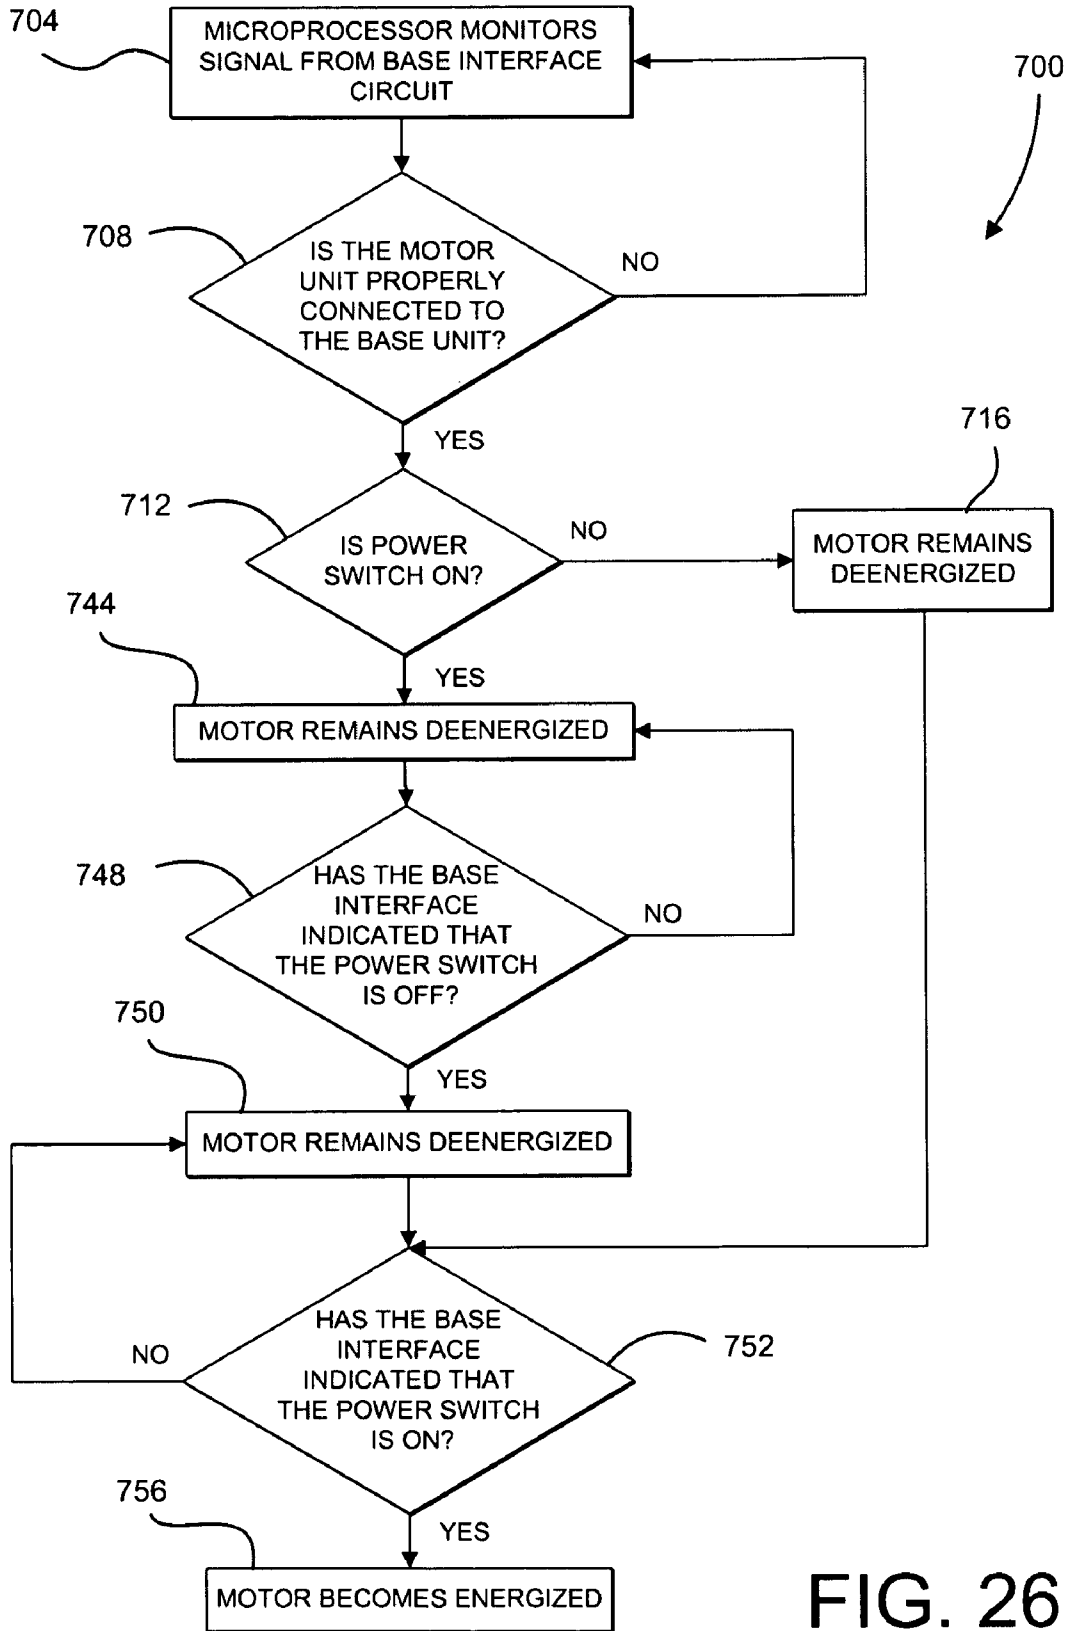 704
MICROPROCESSOR MONITORS
SIGNAL FROM BASE INTERFACE
CIRCUIT
700
708
IS THE MOTOR
UNIT PROPERLY
CONNECTED TO
THE BASE UNIT?
NO
YES
716
712
IS POWER
SWITCH ON?
NO
MOTOR REMAINS
DEENERGIZED
744
YES
MOTOR REMAINS DEENERGIZED
748
HAS THE BASE
INTERFACE
INDICATED THAT
THE POWER SWITCH
IS OFF?
NO
750
YES
MOTOR REMAINS DEENERGIZED
HAS THE BASE
INTERFACE
INDICATED THAT
THE POWER SWITCH
IS ON?
NO
752
756
YES
MOTOR BECOMES ENERGIZED
FIG. 26